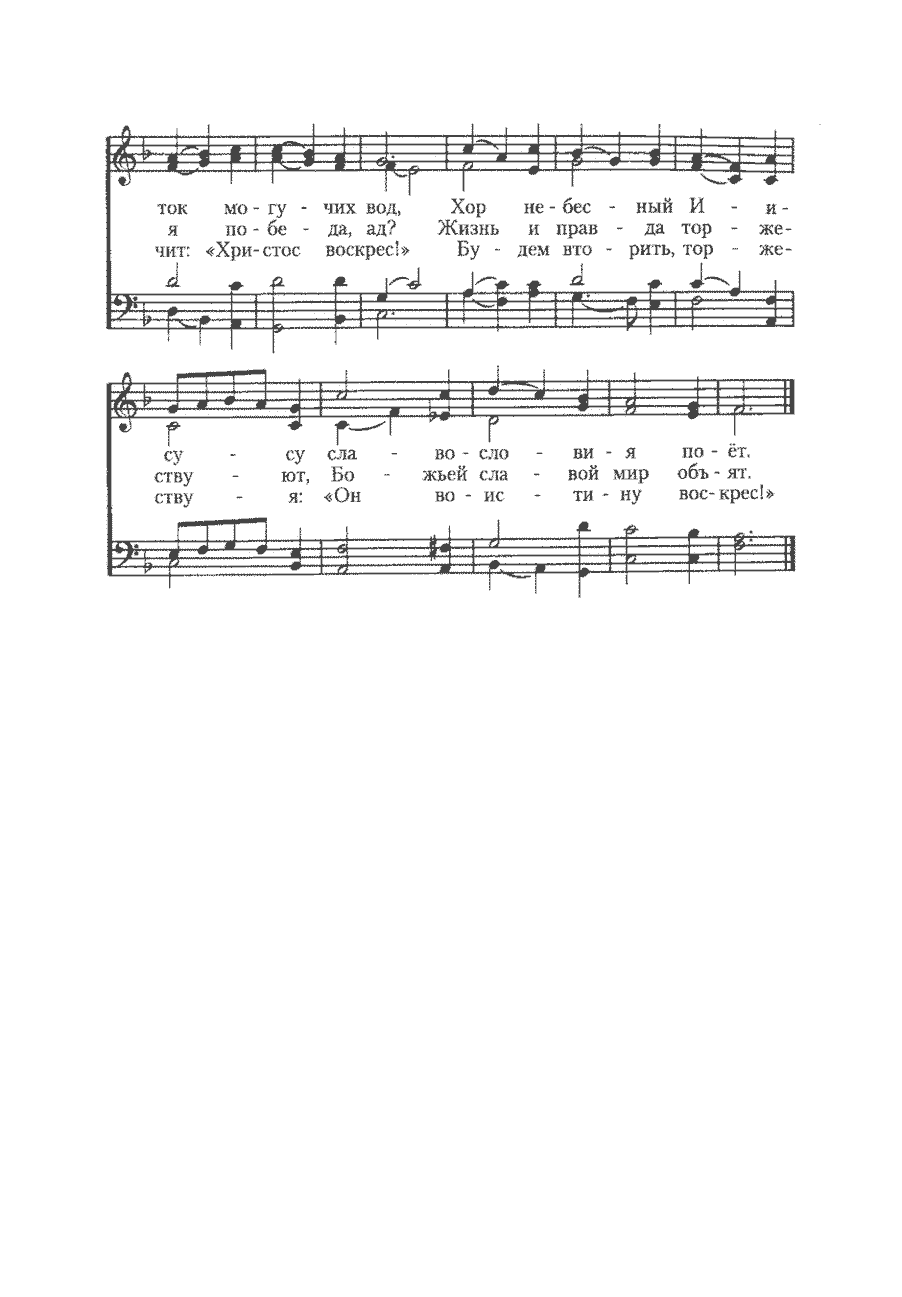 ток мо - гу - чих вод, Хор не - бес - ный И - и -
я по - бе - да, ад? Жизнь и прав - да тор - же-
чит: «Хри-стос воскрес!» Бу - дем вто - рить, тор - же-
су - су сла - во - сло - ви - я по - ёт.
ству - ют, Бо - жьей сла - вой мир объ - ят.
ству - я: «Он во - ис - ти - ну вос- крес!»